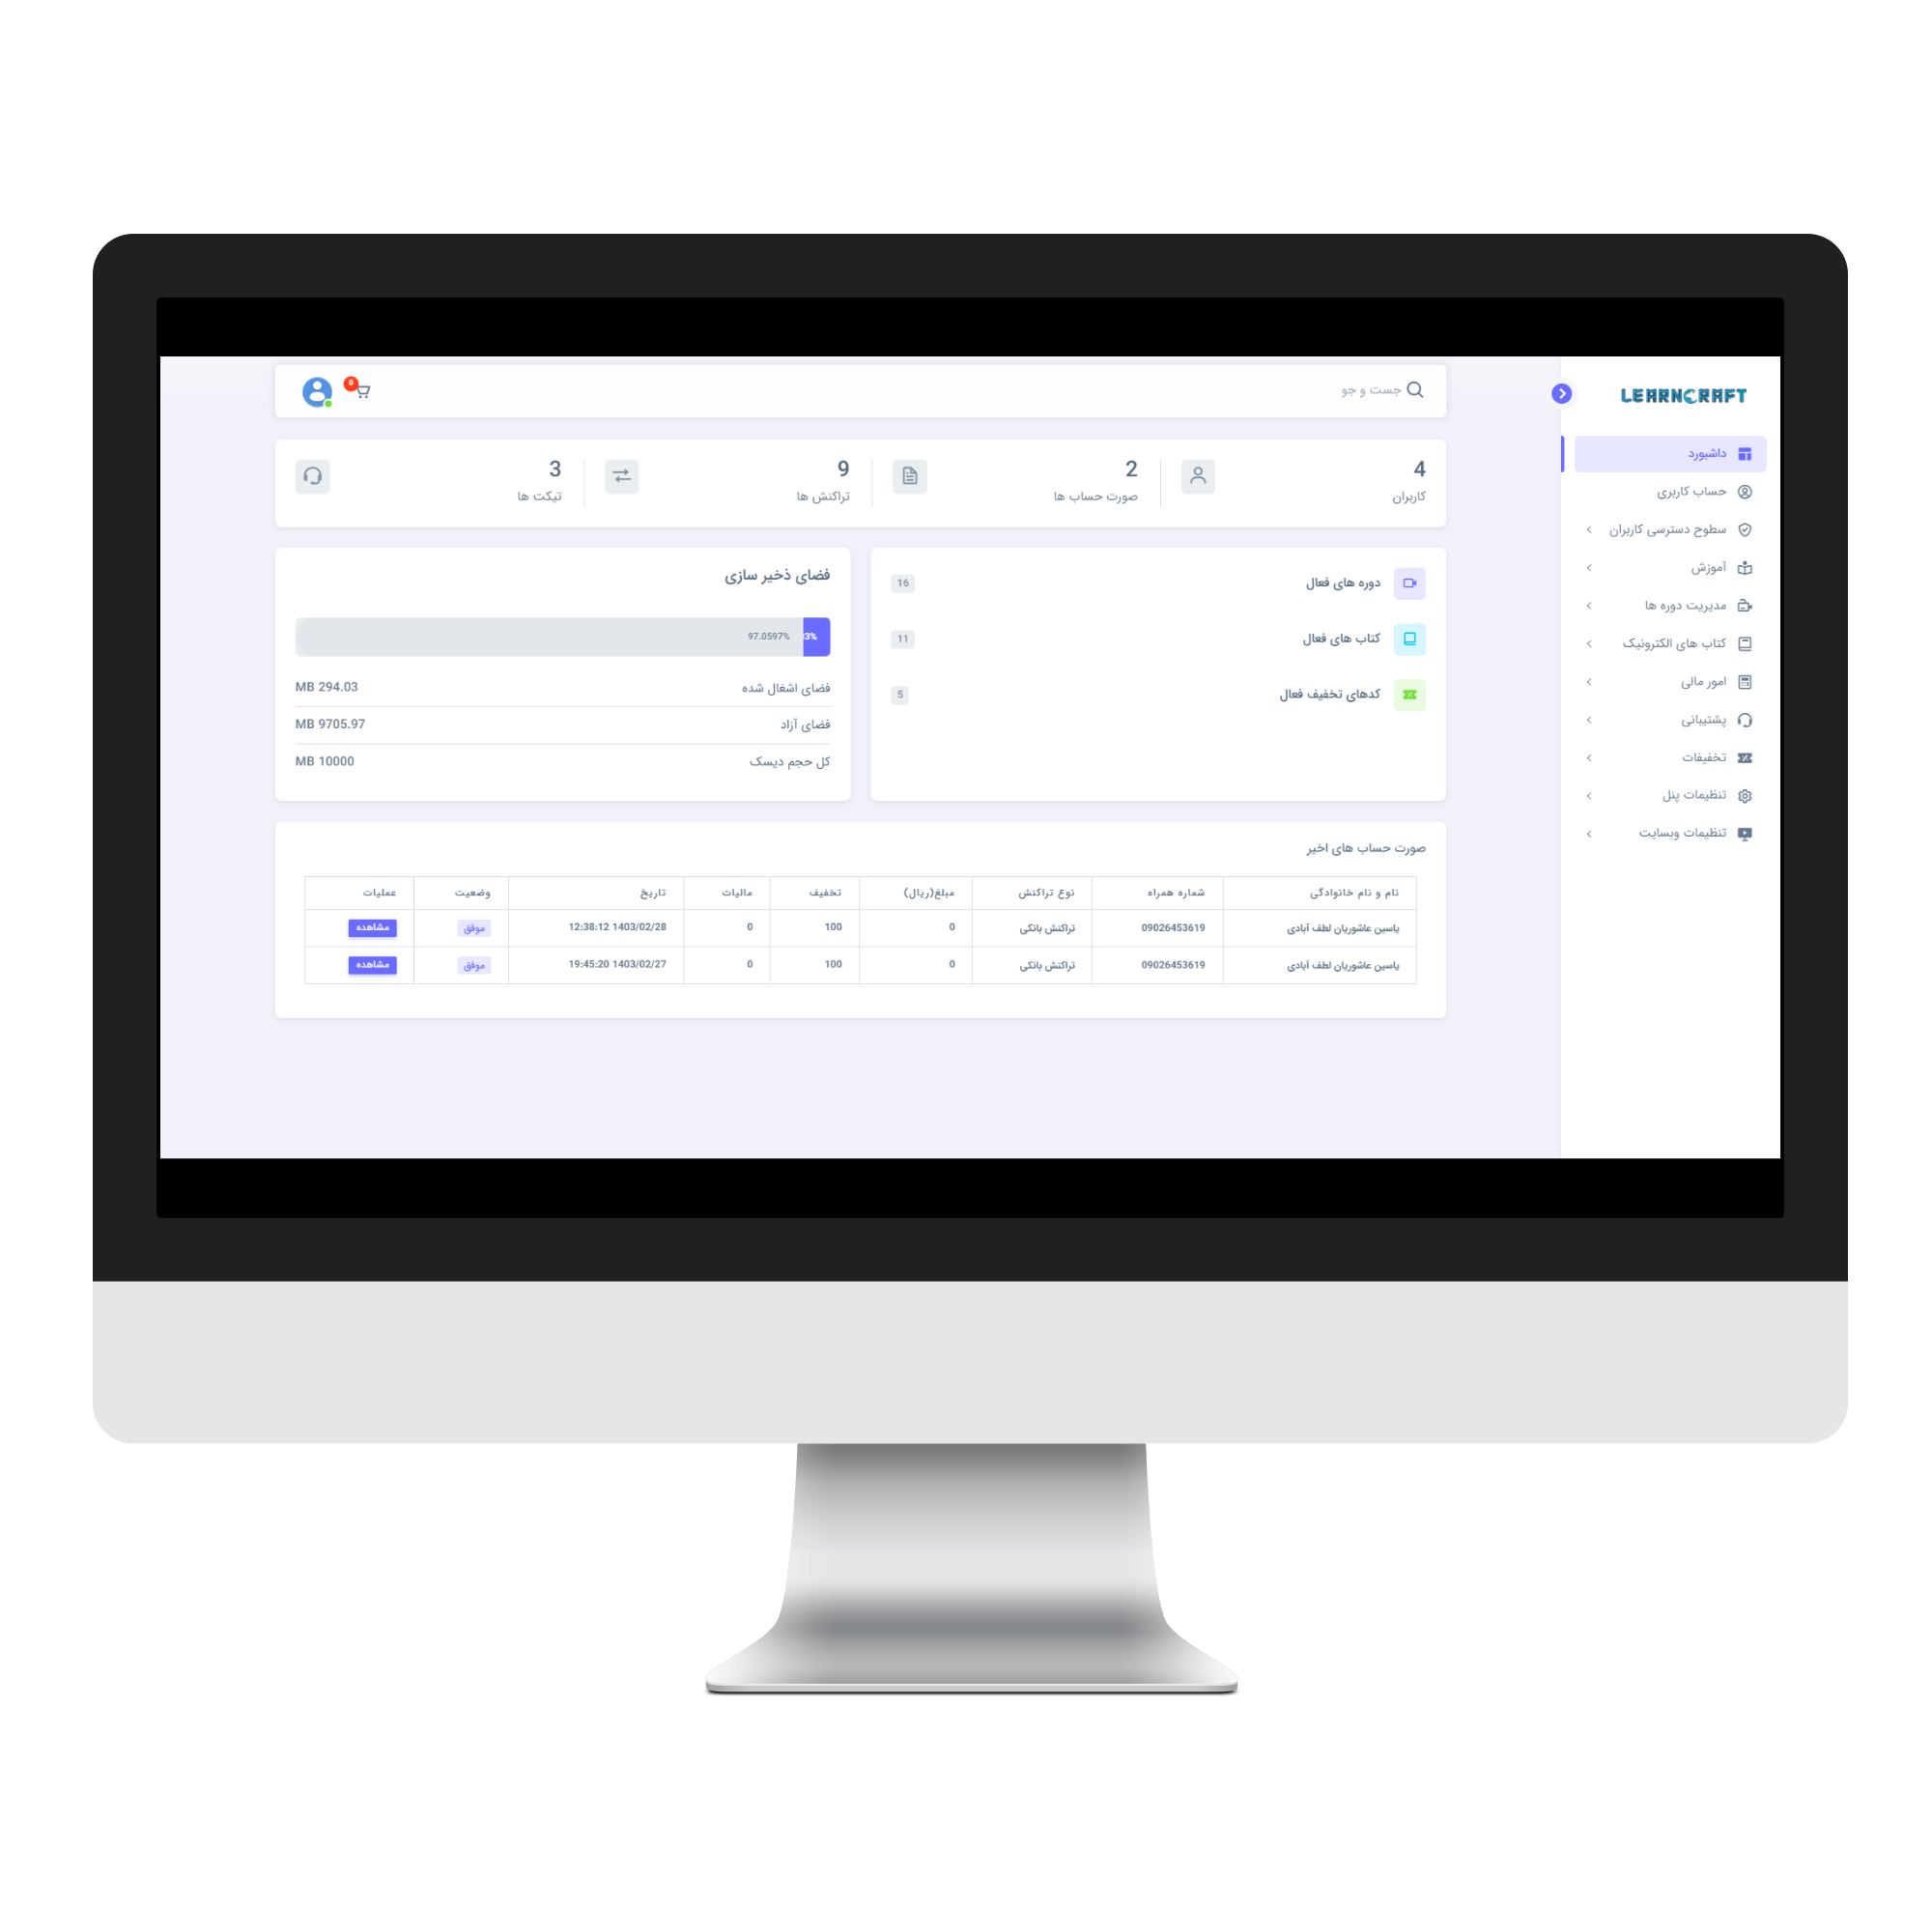 LEARNCRAFT
داشبورد
حساب کاربری
سطوح دسترسی کاربران
آموزش
مدیریت دوره ها
کتاب های الکترونیک
امور مالی
پشتیبانی
تخفیفات
تنظیمات پنل
تنظیمات وبسایت
جست و جو
0
4
کاربران
2
صورت حساب ها
9
تراکنش ها
3
تیکت ها
دوره های فعال 16
کتاب های فعال 11
کدهای تخفیف فعال 5
فضای ذخیر سازی
3% 97.0597%
فضای اشغال شده 294.03 MB
فضای آزاد 9705.97 MB
کل حجم دیسک 10000 MB
صورت حساب های اخیر
نام و نام خانوادگی شماره همراه نوع تراکنش مبلغ(ریال) تخفیف مالیات تاریخ وضعیت عملیات
یاسین عاشوریان لطف آبادی 09026453619 تراکنش بانکی 0 100 0 1403/02/28 12:38:12 موفق مشاهده
یاسین عاشوریان لطف آبادی 09026453619 تراکنش بانکی 0 100 0 1403/02/27 19:45:20 موفق مشاهده